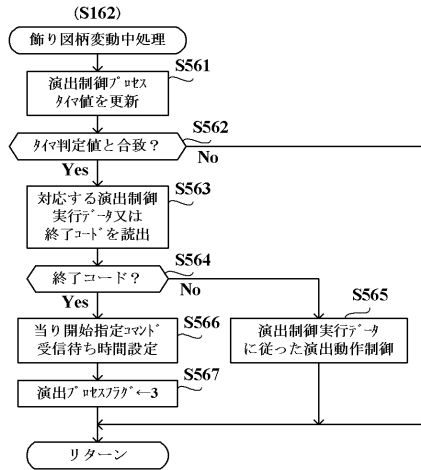 (S162)
飾り図柄変動中処理
S561
演出制御ﾌﾟﾛｾｽ
ﾀｲﾏ値を更新
S562
ﾀｲﾏ判定値と合致？
No
Yes
S563
対応する演出制御
実行ﾃﾞｰﾀ又は
終了ｺｰﾄﾞを読出
S564
終了コード？
No
Yes
S566
当り開始指定ｺﾏﾝﾄﾞ
受信待ち時間設定
S565
演出制御実行ﾃﾞｰﾀ
に従った演出動作制御
S567
演出ﾌﾟﾛｾｽﾌﾗｸﾞ←3
リターン